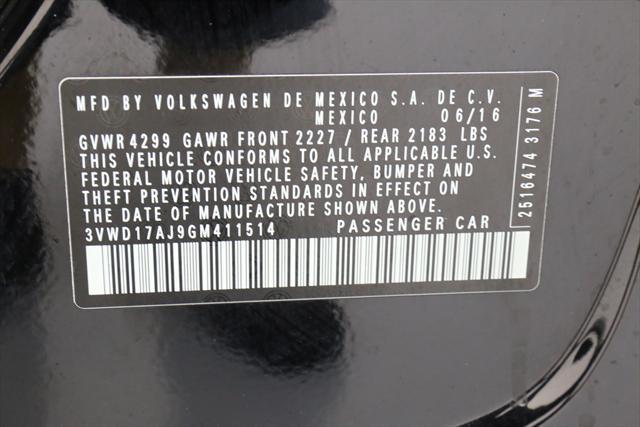 MFD BY VOLKSWAGEN DE MEXICO S.A. DE C.V.
MEXICO 06/16
GVWR 4299 GAWR FRONT 2227 / REAR 2183 LBS
THIS VEHICLE CONFORMS TO ALL APPLICABLE U.S.
FEDERAL MOTOR VEHICLE SAFETY, BUMPER AND
THEFT PREVENTION STANDARDS IN EFFECT ON
THE DATE OF MANUFACTURE SHOWN ABOVE.
3VWD17AJ9GM411514 PASSENGER CAR
2516474 3176 M